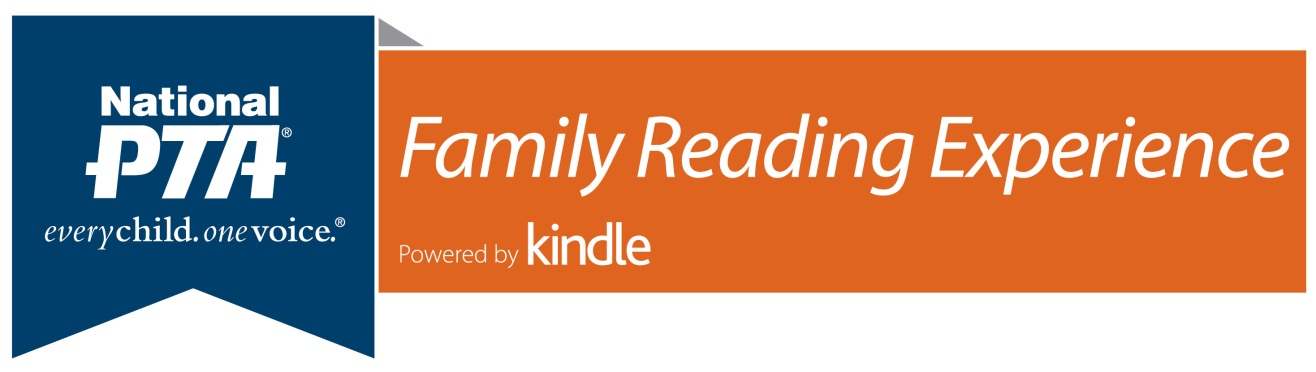 National
PTA®
everychild.onevoice.®
Family Reading Experience
Powered by kindle